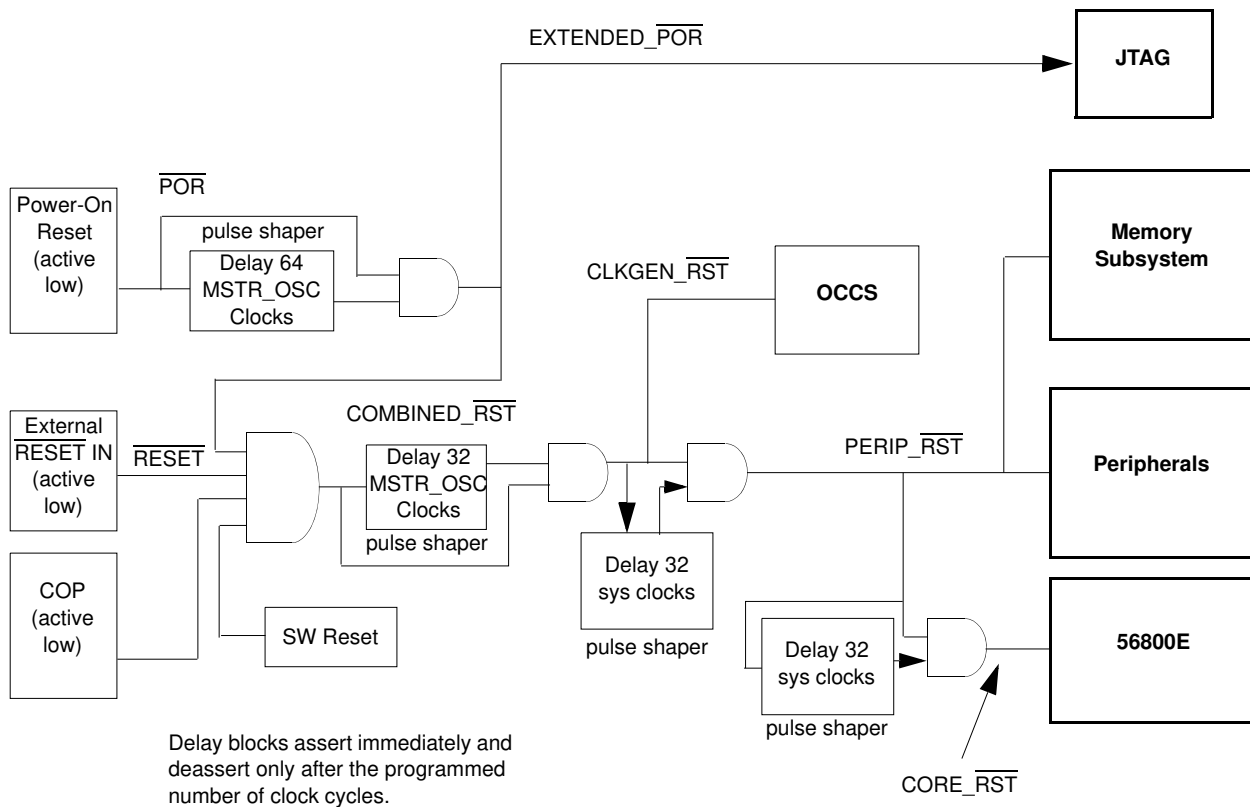 EXTENDED_POR
JTAG
POR
Power-On
Reset
(active
low)
pulse shaper
Delay 64
MSTR_OSC
Clocks
CLKGEN_RST
OCCS
Memory
Subsystem
External
RESET IN
(active
low)
RESET
COMBINED_RST
Delay 32
MSTR_OSC
Clocks
pulse shaper
PERIP_RST
Peripherals
COP
(active
low)
SW Reset
Delay 32
sys clocks
pulse shaper
Delay 32
sys clocks
pulse shaper
56800E
CORE_RST
Delay blocks assert immediately and
deassert only after the programmed
number of clock cycles.